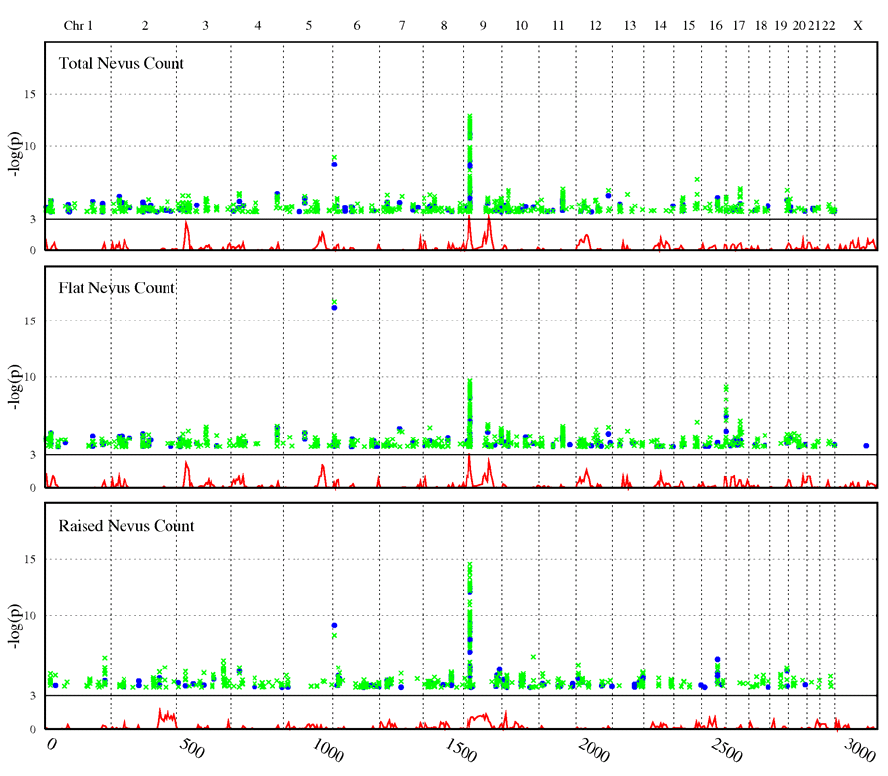 Chr 1 2 3 4 5 6 7 8 9 10 11 12 13 14 15 16 17 18 19 20 21 22 X
Total Nevus Count
15
10
-log(p)
3
0
Flat Nevus Count
15
10
-log(p)
3
0
Raised Nevus Count
15
10
-log(p)
3
0
0 500 1000 1500 2000 2500 3000